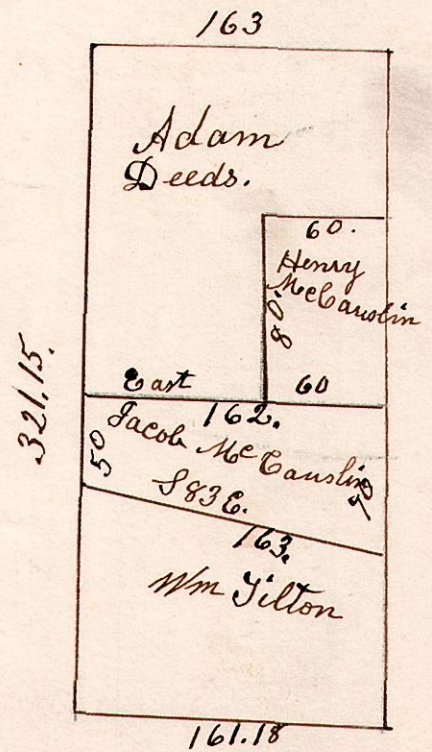 163
Adam
Deeds.
60.
Henry
McCauslin
80.
321.15.
East
60
162.
50
Jacob McCauslin
70
S 83 E.
163.
Wm Tilton
161.18